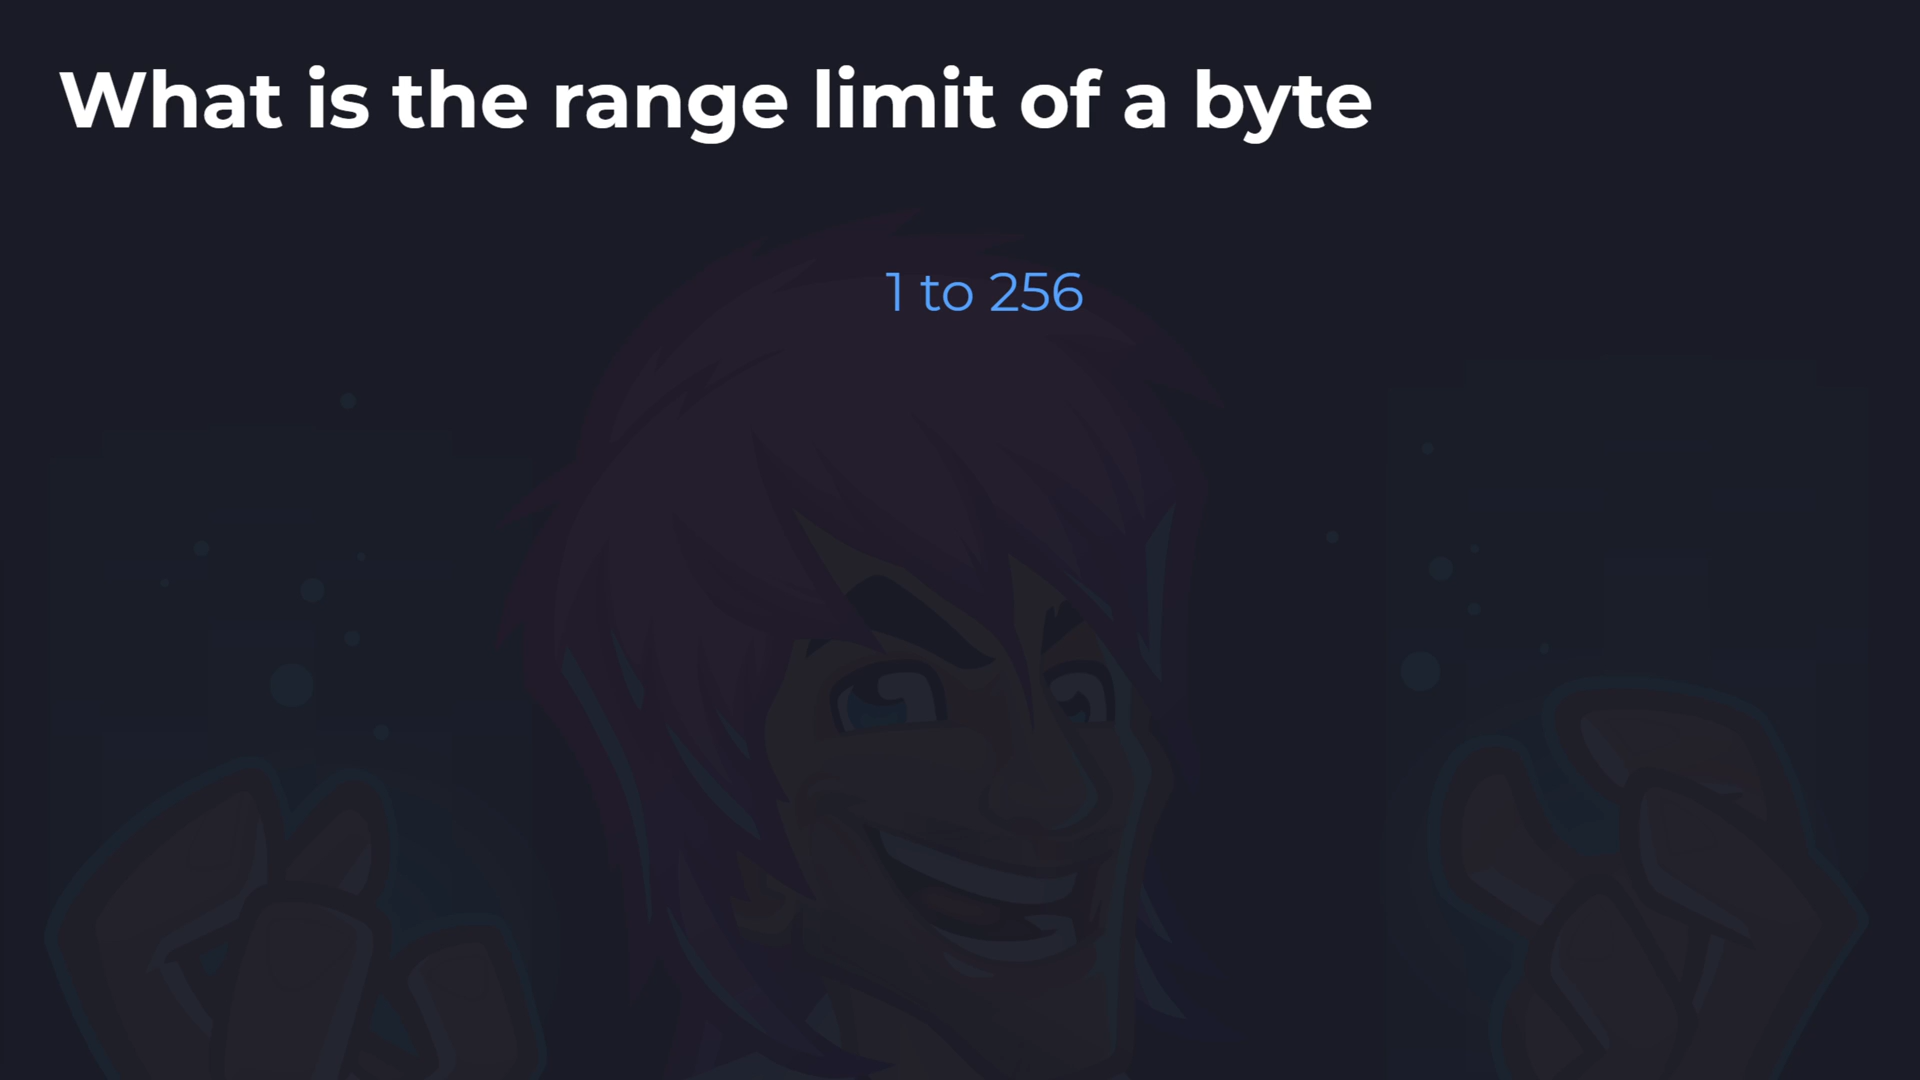 What is the range limit of a byte
1 to 256